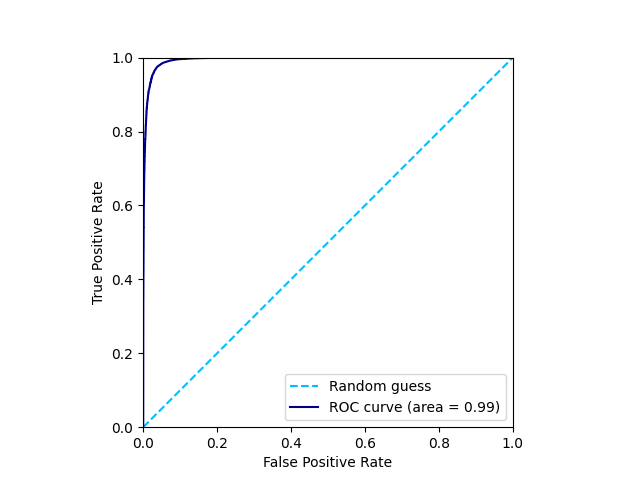 1.0
0.8
0.6
0.4
0.2
0.0
True Positive Rate
Random guess
ROC curve (area = 0.99)
0.0 0.2 0.4 0.6 0.8 1.0
False Positive Rate